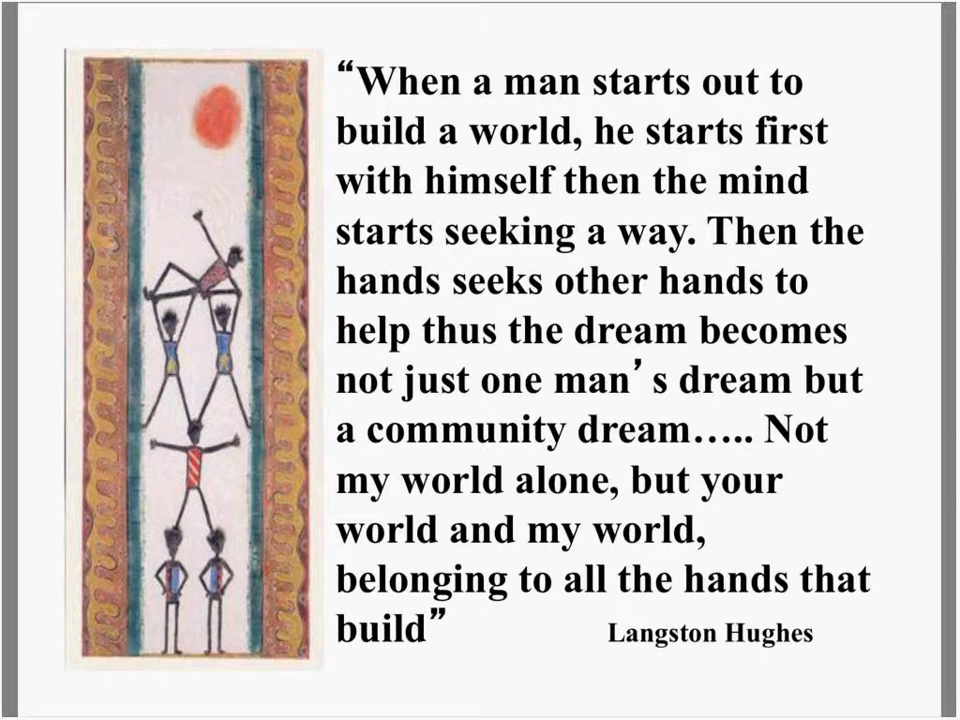 “When a man starts out to
build a world, he starts first
with himself then the mind
starts seeking a way. Then the
hands seeks other hands to
help thus the dream becomes
not just one man’s dream but
a community dream….. Not
my world alone, but your
world and my world,
belonging to all the hands that
build” Langston Hughes